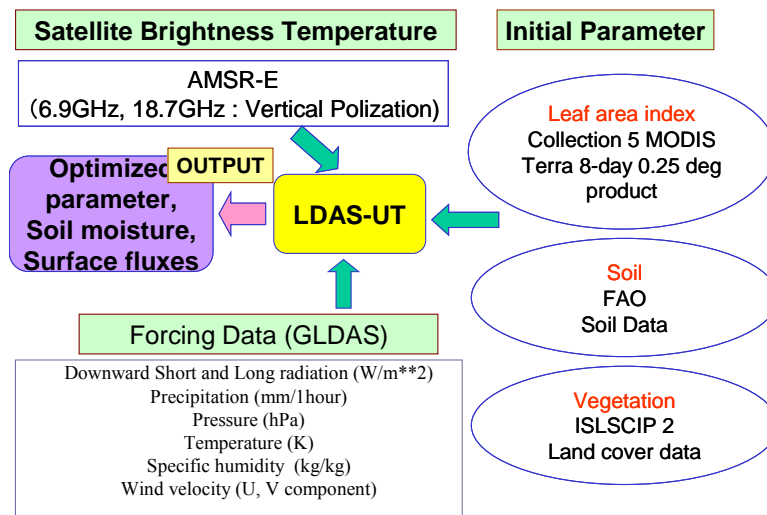 Satellite Brightness Temperature
Initial Parameter
AMSR-E
(6.9GHz, 18.7GHz : Vertical Polization)
Leaf area index
Collection 5 MODIS
Terra 8-day 0.25 deg
product
OUTPUT
Optimized
parameter,
Soil moisture,
Surface fluxes
LDAS-UT
Soil
FAO
Soil Data
Forcing Data (GLDAS)
Downward Short and Long radiation (W/m**2)
Precipitation (mm/1hour)
Pressure (hPa)
Temperature (K)
Specific humidity (kg/kg)
Wind velocity (U, V component)
Vegetation
ISLSCIP 2
Land cover data